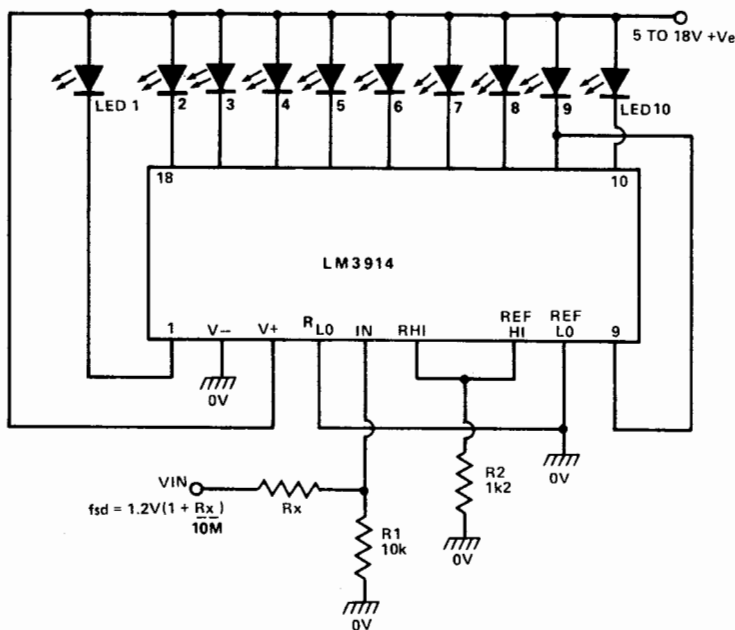 5 TO 18V +Ve
LED 1
2
3
4
5
6
7
8
9
LED 10
18
10
LM3914
1
V–
V+
RLO
IN
RHI
REF HI
REF LO
9
0V
0V
VIN
fsd = 1.2V(1 + Rx)
10M
Rx
R1
10k
R2
1k2
0V
0V